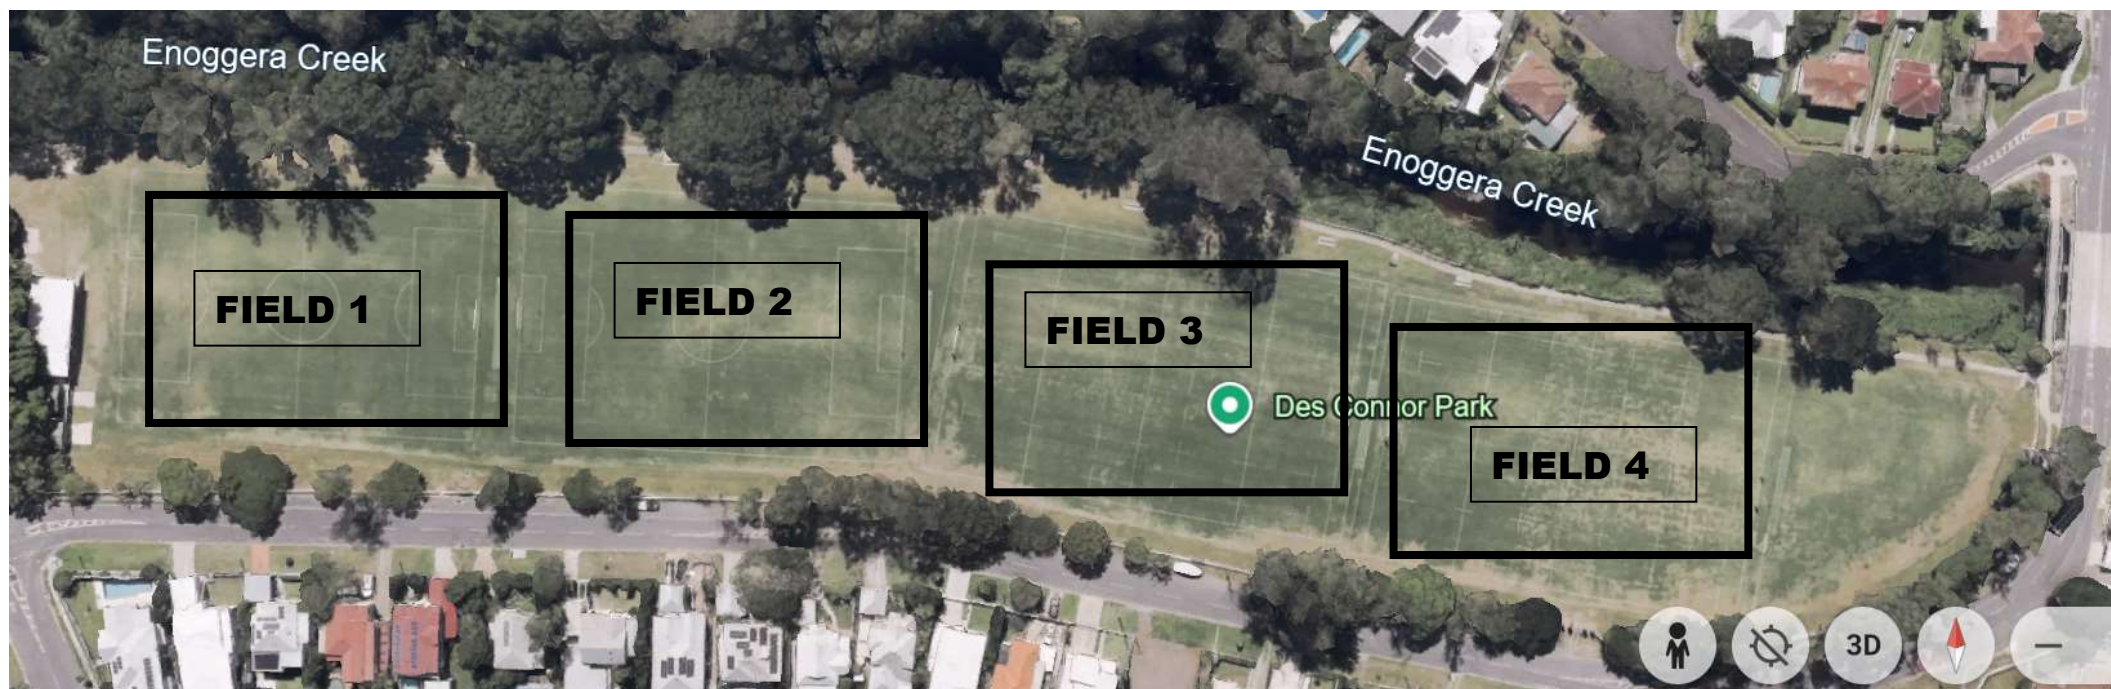 Enoggera Creek
Enoggera Creek
FIELD 1
FIELD 2
FIELD 3
Des Connor Park
FIELD 4
3D